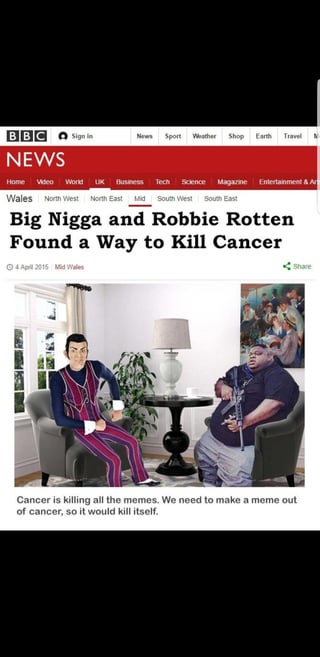 BBC Sign in News Sport Weather Shop Earth Travel
NEWS
Home Video World UK Business Tech Science Magazine Entertainment & Ar
Wales North West North East Mid South West South East
Big Nigga and Robbie Rotten
Found a Way to Kill Cancer
4 April 2015 Mid Wales Share
Cancer is killing all the memes. We need to make a meme out
of cancer, so it would kill itself.